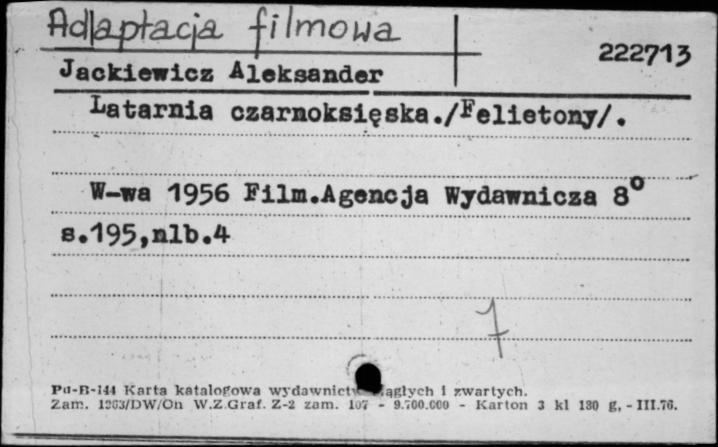 Adaptacja filmowa
222713
Jackiewicz Aleksander
Latarnia czarnoksięska./Felietony/.
W-wa 1956 Film.Agencja Wydawnicza 8°
s.195,nlb.4
7
Pu-B-144 Karta katalogowa wydawnictw ciągłych i zwartych.
Zam. 1263/DW/On W.Z.Graf. Z-2 zam. 107 - 9.700.000 - Karton 3 kl 180 g, - III.76.